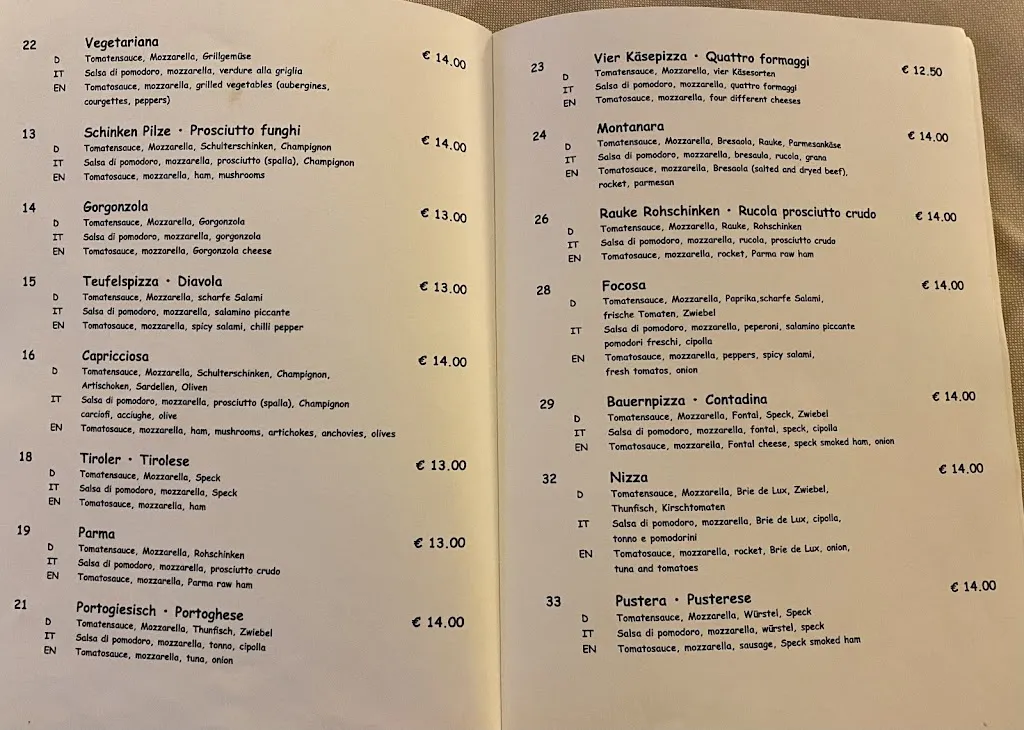 22 Vegetariana € 14.00
D Tomatensauce, Mozzarella, Grillgemüse
IT Salsa di pomodoro, mozzarella, verdure alla griglia
EN Tomatosauce, mozzarella, grilled vegetables (aubergines,
courgettes, peppers)
13 Schinken Pilze · Prosciutto funghi € 14.00
D Tomatensauce, Mozzarella, Schulterschinken, Champignon
IT Salsa di pomodoro, mozzarella, prosciutto (spalla), Champignon
EN Tomatosauce, mozzarella, ham, mushrooms
14 Gorgonzola € 13.00
D Tomatensauce, Mozzarella, Gorgonzola
IT Salsa di pomodoro, mozzarella, gorgonzola
EN Tomatosauce, mozzarella, Gorgonzola cheese
15 Teufelspizza · Diavola € 13.00
D Tomatensauce, Mozzarella, scharfe Salami
IT Salsa di pomodoro, mozzarella, salamino piccante
EN Tomatosauce, mozzarella, spicy salami, chilli pepper
16 Capricciosa € 14.00
D Tomatensauce, Mozzarella, Schulterschinken, Champignon,
Artischoken, Sardellen, Oliven
IT Salsa di pomodoro, mozzarella, prosciutto (spalla), Champignon
carciofi, acciughe, olive
EN Tomatosauce, mozzarella, ham, mushrooms, artichokes, anchovies, olives
18 Tiroler · Tirolese € 13.00
D Tomatensauce, Mozzarella, Speck
IT Salsa di pomodoro, mozzarella, Speck
EN Tomatosauce, mozzarella, ham
19 Parma € 13.00
D Tomatensauce, Mozzarella, Rohschinken
IT Salsa di pomodoro, mozzarella, prosciutto crudo
EN Tomatosauce, mozzarella, Parma raw ham
21 Portogiesisch · Portoghese € 14.00
D Tomatensauce, Mozzarella, Thunfisch, Zwiebel
IT Salsa di pomodoro, mozzarella, tonno, cipolla
EN Tomatosauce, mozzarella, tuna, onion
23 Vier Käsepizza · Quattro formaggi € 12.50
D Tomatensauce, Mozzarella, vier Käsesorten
IT Salsa di pomodoro, mozzarella, quattro formaggi
EN Tomatosauce, mozzarella, four different cheeses
24 Montanara € 14.00
D Tomatensauce, Mozzarella, Bresaola, Rauke, Parmesankäse
IT Salsa di pomodoro, mozzarella, bresaula, rucola, grana
EN Tomatosauce, mozzarella, Bresaola (salted and dryed beef),
rocket, parmesan
26 Rauke Rohschinken · Rucola prosciutto crudo € 14.00
D Tomatensauce, Mozzarella, Rauke, Rohschinken
IT Salsa di pomodoro, mozzarella, rucola, prosciutto crudo
EN Tomatosauce, mozzarella, rocket, Parma raw ham
28 Focosa € 14.00
D Tomatensauce, Mozzarella, Paprika,scharfe Salami,
frische Tomaten, Zwiebel
IT Salsa di pomodoro, mozzarella, peperoni, salamino piccante
pomodori freschi, cipolla
EN Tomatosauce, mozzarella, peppers, spicy salami,
fresh tomatos, onion
29 Bauernpizza · Contadina € 14.00
D Tomatensauce, Mozzarella, Fontal, Speck, Zwiebel
IT Salsa di pomodoro, mozzarella, fontal, speck, cipolla
EN Tomatosauce, mozzarella, Fontal cheese, speck smoked ham, onion
32 Nizza € 14.00
D Tomatensauce, Mozzarella, Brie de Lux, Zwiebel,
Thunfisch, Kirschtomaten
IT Salsa di pomodoro, mozzarella, Brie de Lux, cipolla,
tonno e pomodorini
EN Tomatosauce, mozzarella, rocket, Brie de Lux, onion,
tuna and tomatoes
33 Pustera · Pusterese € 14.00
D Tomatensauce, Mozzarella, Würstel, Speck
IT Salsa di pomodoro, mozzarella, würstel, speck
EN Tomatosauce, mozzarella, sausage, Speck smoked ham